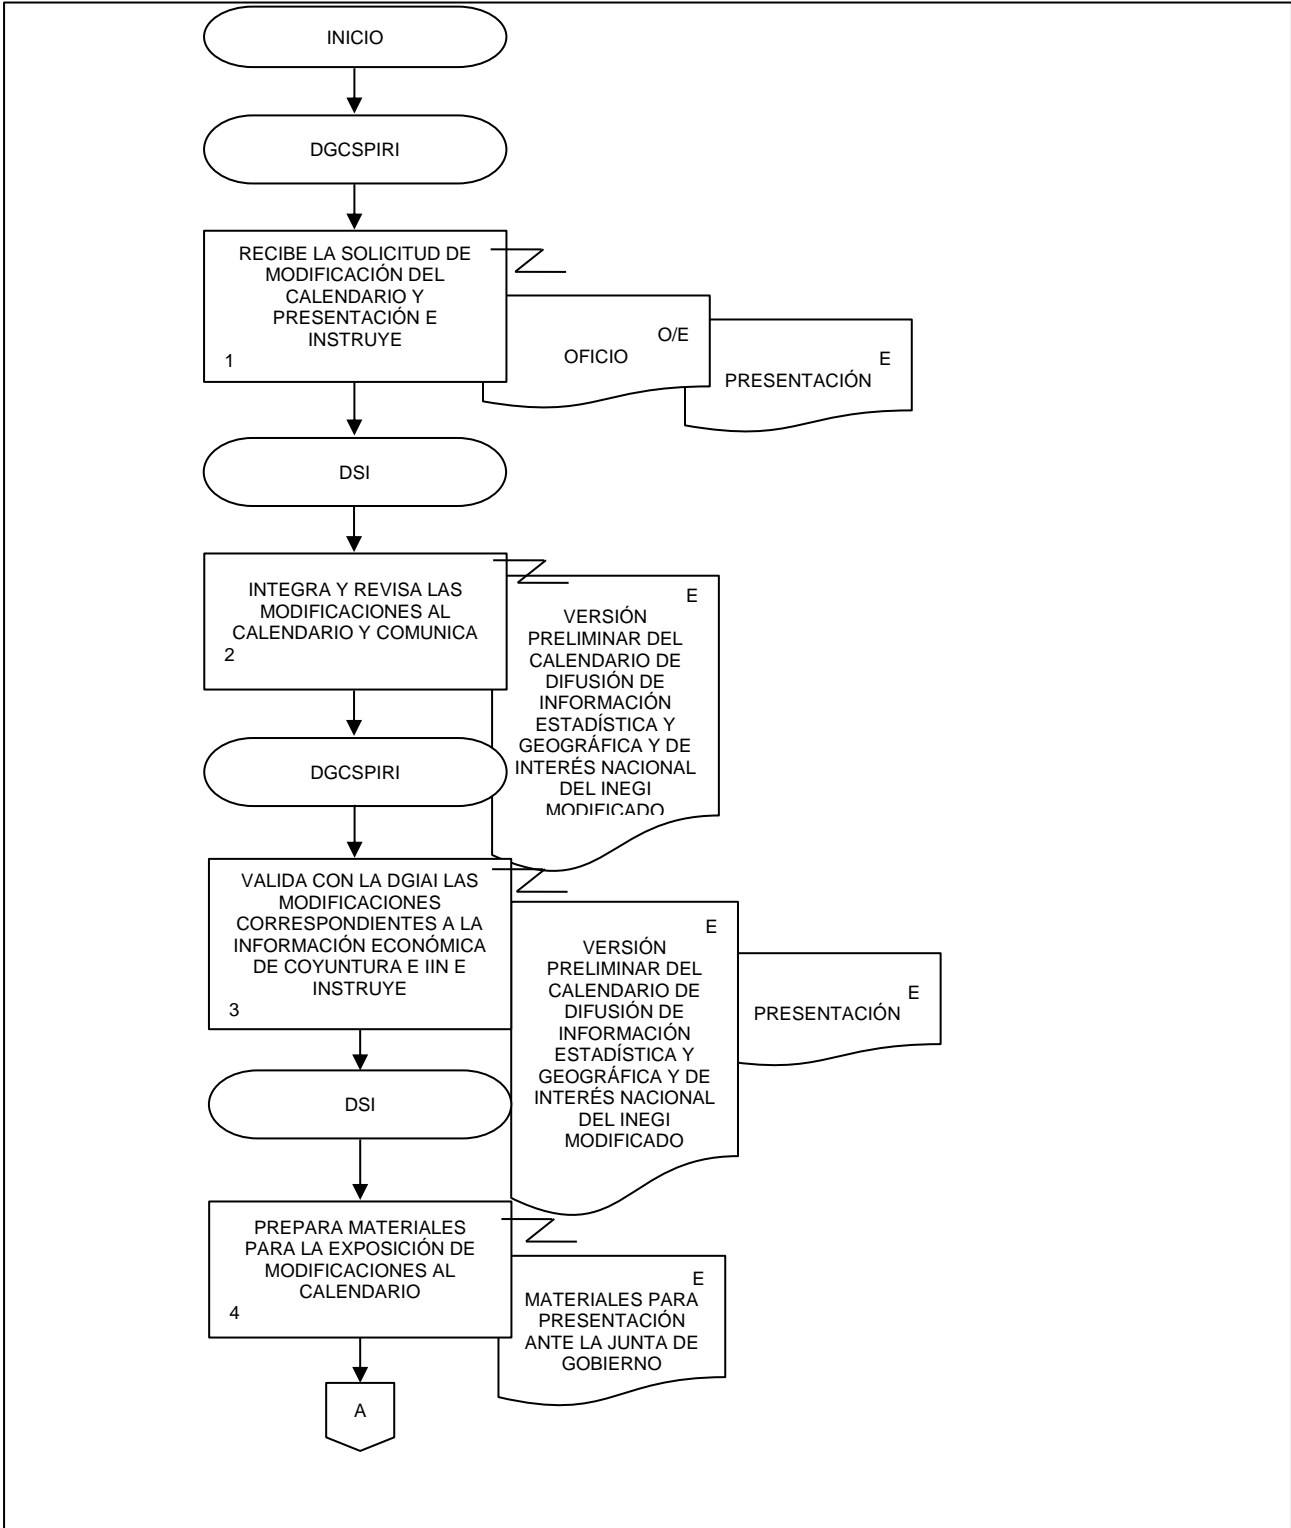 INICIO
DGCSPIRI
RECIBE LA SOLICITUD DE
MODIFICACIÓN DEL
CALENDARIO Y
PRESENTACIÓN E
INSTRUYE
1
O/E
OFICIO
E
PRESENTACIÓN
DSI
INTEGRA Y REVISA LAS
MODIFICACIONES AL
CALENDARIO Y COMUNICA
2
E
VERSIÓN
PRELIMINAR DEL
CALENDARIO DE
DIFUSIÓN DE
INFORMACIÓN
ESTADÍSTICA Y
GEOGRÁFICA Y DE
INTERÉS NACIONAL
DEL INEGI
MODIFICADO
DGCSPIRI
VALIDA CON LA DGIAI LAS
MODIFICACIONES
CORRESPONDIENTES A LA
INFORMACIÓN ECONÓMICA
DE COYUNTURA E IIN E
INSTRUYE
3
E
VERSIÓN
PRELIMINAR DEL
CALENDARIO DE
DIFUSIÓN DE
INFORMACIÓN
ESTADÍSTICA Y
GEOGRÁFICA Y DE
INTERÉS NACIONAL
DEL INEGI
MODIFICADO
E
PRESENTACIÓN
DSI
PREPARA MATERIALES
PARA LA EXPOSICIÓN DE
MODIFICACIONES AL
CALENDARIO
4
E
MATERIALES PARA
PRESENTACIÓN
ANTE LA JUNTA DE
GOBIERNO
A